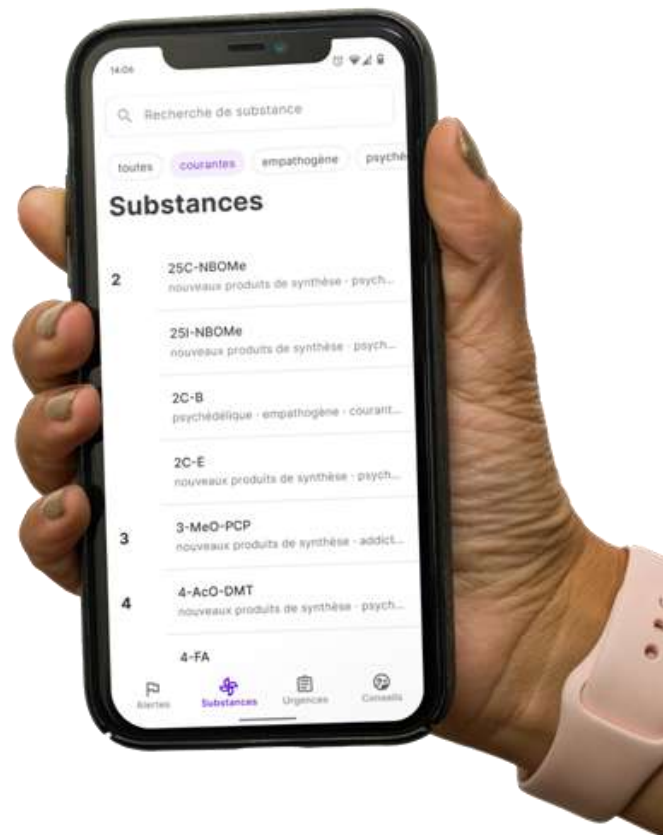 14:06
Recherche de substance
toutes courantes empathogène psyché
Substances
2
25C-NBOMe
nouveaux produits de synthèse · psych...
25I-NBOMe
nouveaux produits de synthèse · psych...
2C-B
psychédélique · empathogène · courant...
2C-E
nouveaux produits de synthèse · psych...
3
3-MeO-PCP
nouveaux produits de synthèse · addict...
4
4-AcO-DMT
nouveaux produits de synthèse · psych...
4-FA
Alertes Substances Urgences Conseils